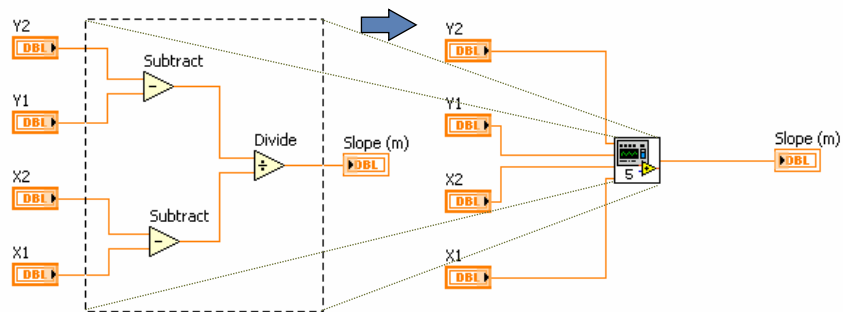 Y2
DBL
Subtract
-
Y1
DBL
Divide
÷
Slope (m)
DBL
X2
DBL
Subtract
-
X1
DBL
Y2
DBL
Y1
DBL
5
+
Slope (m)
DBL
X2
DBL
X1
DBL